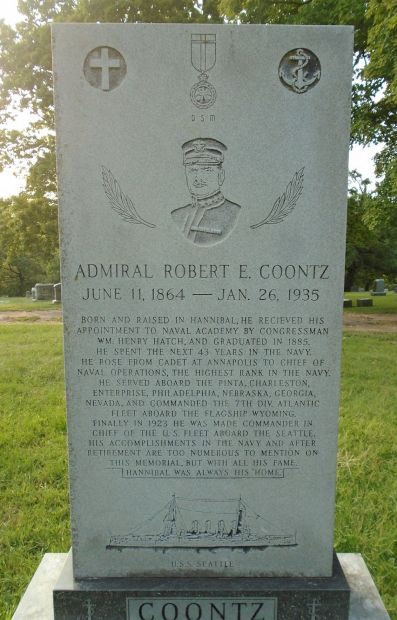 DSM
ADMIRAL ROBERT E. COONTZ
JUNE 11, 1864 — JAN. 26, 1935
BORN AND RAISED IN HANNIBAL, HE RECIEVED HIS
APPOINTMENT TO NAVAL ACADEMY BY CONGRESSMAN
WM. HENRY HATCH, AND GRADUATED IN 1885.
HE SPENT THE NEXT 43 YEARS IN THE NAVY.
HE ROSE FROM CADET AT ANNAPOLIS TO CHIEF OF
NAVAL OPERATIONS, THE HIGHEST RANK IN THE NAVY.
HE SERVED ABOARD THE PINTA, CHARLESTON,
ENTERPRISE, PHILADELPHIA, NEBRASKA, GEORGIA,
NEVADA, AND COMMANDED THE 7TH DIV. ATLANTIC
FLEET ABOARD THE FLAGSHIP WYOMING.
FINALLY IN 1923 HE WAS MADE COMMANDER IN
CHIEF OF THE U.S. FLEET ABOARD THE SEATTLE.
HIS ACCOMPLISHMENTS IN THE NAVY AND AFTER
RETIREMENT ARE TOO NUMEROUS TO MENTION ON
THIS MEMORIAL, BUT WITH ALL HIS FAME,
HANNIBAL WAS ALWAYS HIS "HOME."
U.S.S. SEATTLE
COONTZ